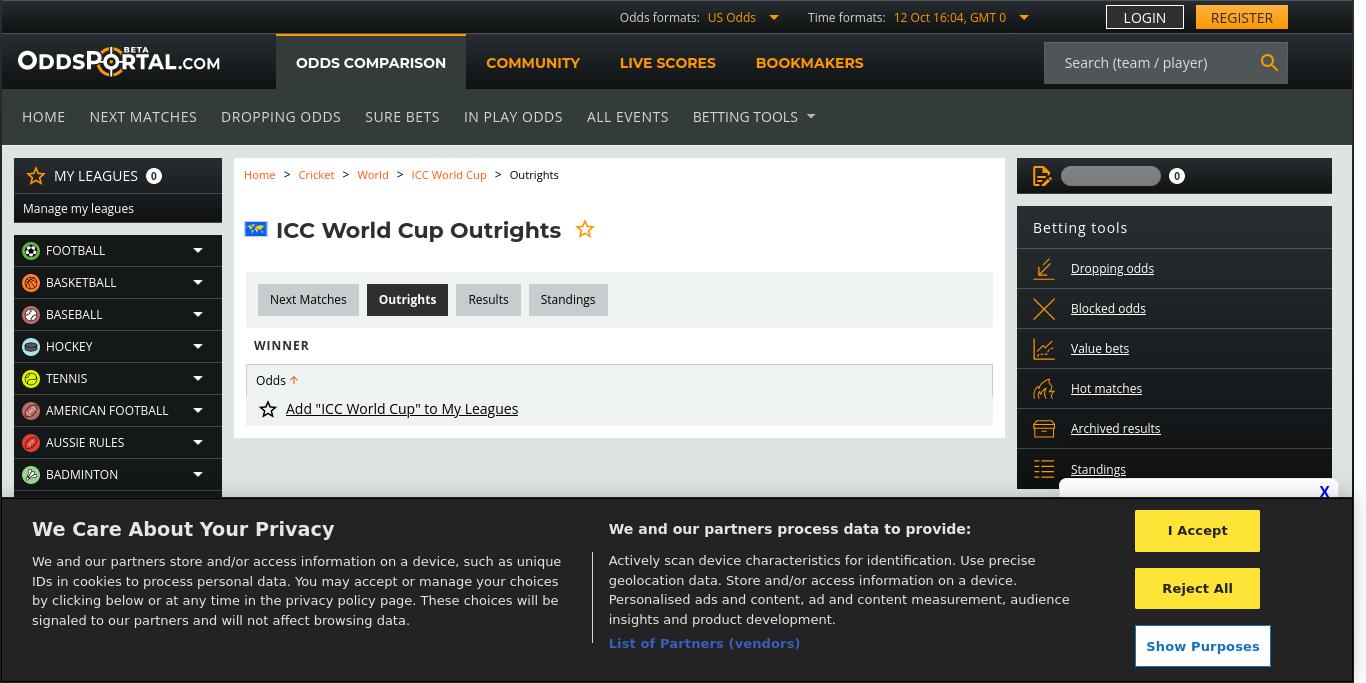 Odds formats: US Odds Time formats: 12 Oct 16:04, GMT 0 LOGIN REGISTER
ODDSPORTAL.COM BETA ODDS COMPARISON COMMUNITY LIVE SCORES BOOKMAKERS Search (team / player)
HOME NEXT MATCHES DROPPING ODDS SURE BETS IN PLAY ODDS ALL EVENTS BETTING TOOLS
MY LEAGUES 0
Manage my leagues
FOOTBALL
BASKETBALL
BASEBALL
HOCKEY
TENNIS
AMERICAN FOOTBALL
AUSSIE RULES
BADMINTON
Home > Cricket > World > ICC World Cup > Outrights
ICC World Cup Outrights
Next Matches Outrights Results Standings
WINNER
Odds
Add "ICC World Cup" to My Leagues
0
Betting tools
Dropping odds
Blocked odds
Value bets
Hot matches
Archived results
Standings
X
We Care About Your Privacy
We and our partners store and/or access information on a device, such as unique
IDs in cookies to process personal data. You may accept or manage your choices
by clicking below or at any time in the privacy policy page. These choices will be
signaled to our partners and will not affect browsing data.
We and our partners process data to provide:
Actively scan device characteristics for identification. Use precise
geolocation data. Store and/or access information on a device.
Personalised ads and content, ad and content measurement, audience
insights and product development.
List of Partners (vendors)
I Accept
Reject All
Show Purposes